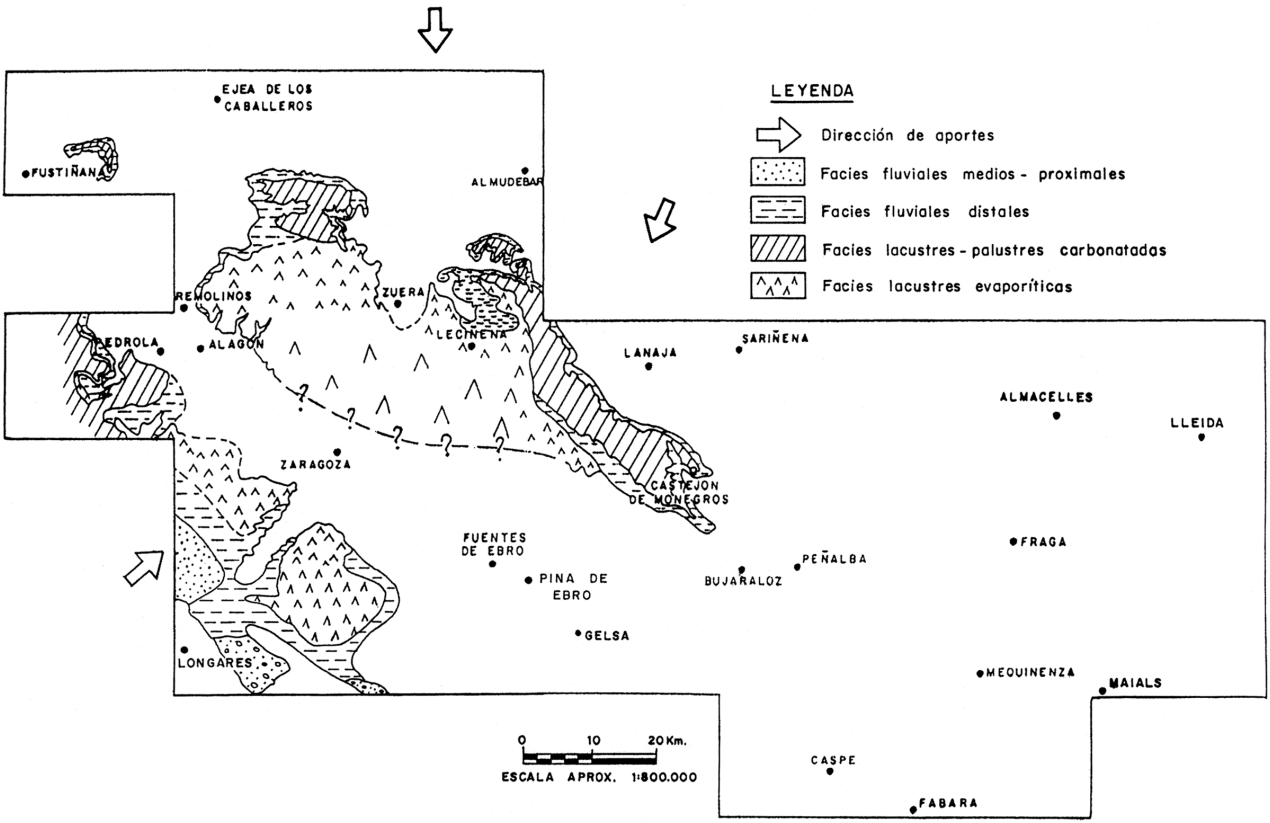 EJEA DE LOS
CABALLEROS
FUSTIÑANA
ALMUDEBAR
LEYENDA
Dirección de aportes
Facies fluviales medios - proximales
Facies fluviales distales
Facies lacustres - palustres carbonatadas
Facies lacustres evaporíticas
REMOLINOS
ZUERA
EDROLA
ALAGÓN
LECIÑENA
LANAJA
SARIÑENA
ALMACELLES
LLEIDA
?
?
?
?
?
ZARAGOZA
CASTEJON
DE MONEGROS
FUENTES
DE EBRO
PINA DE
EBRO
BUJARALOZ
PEÑALBA
FRAGA
GELSA
LONGARES
MEQUINENZA
MAIALS
0 10 20 Km.
ESCALA APROX. 1:800.000
CASPE
FABARA